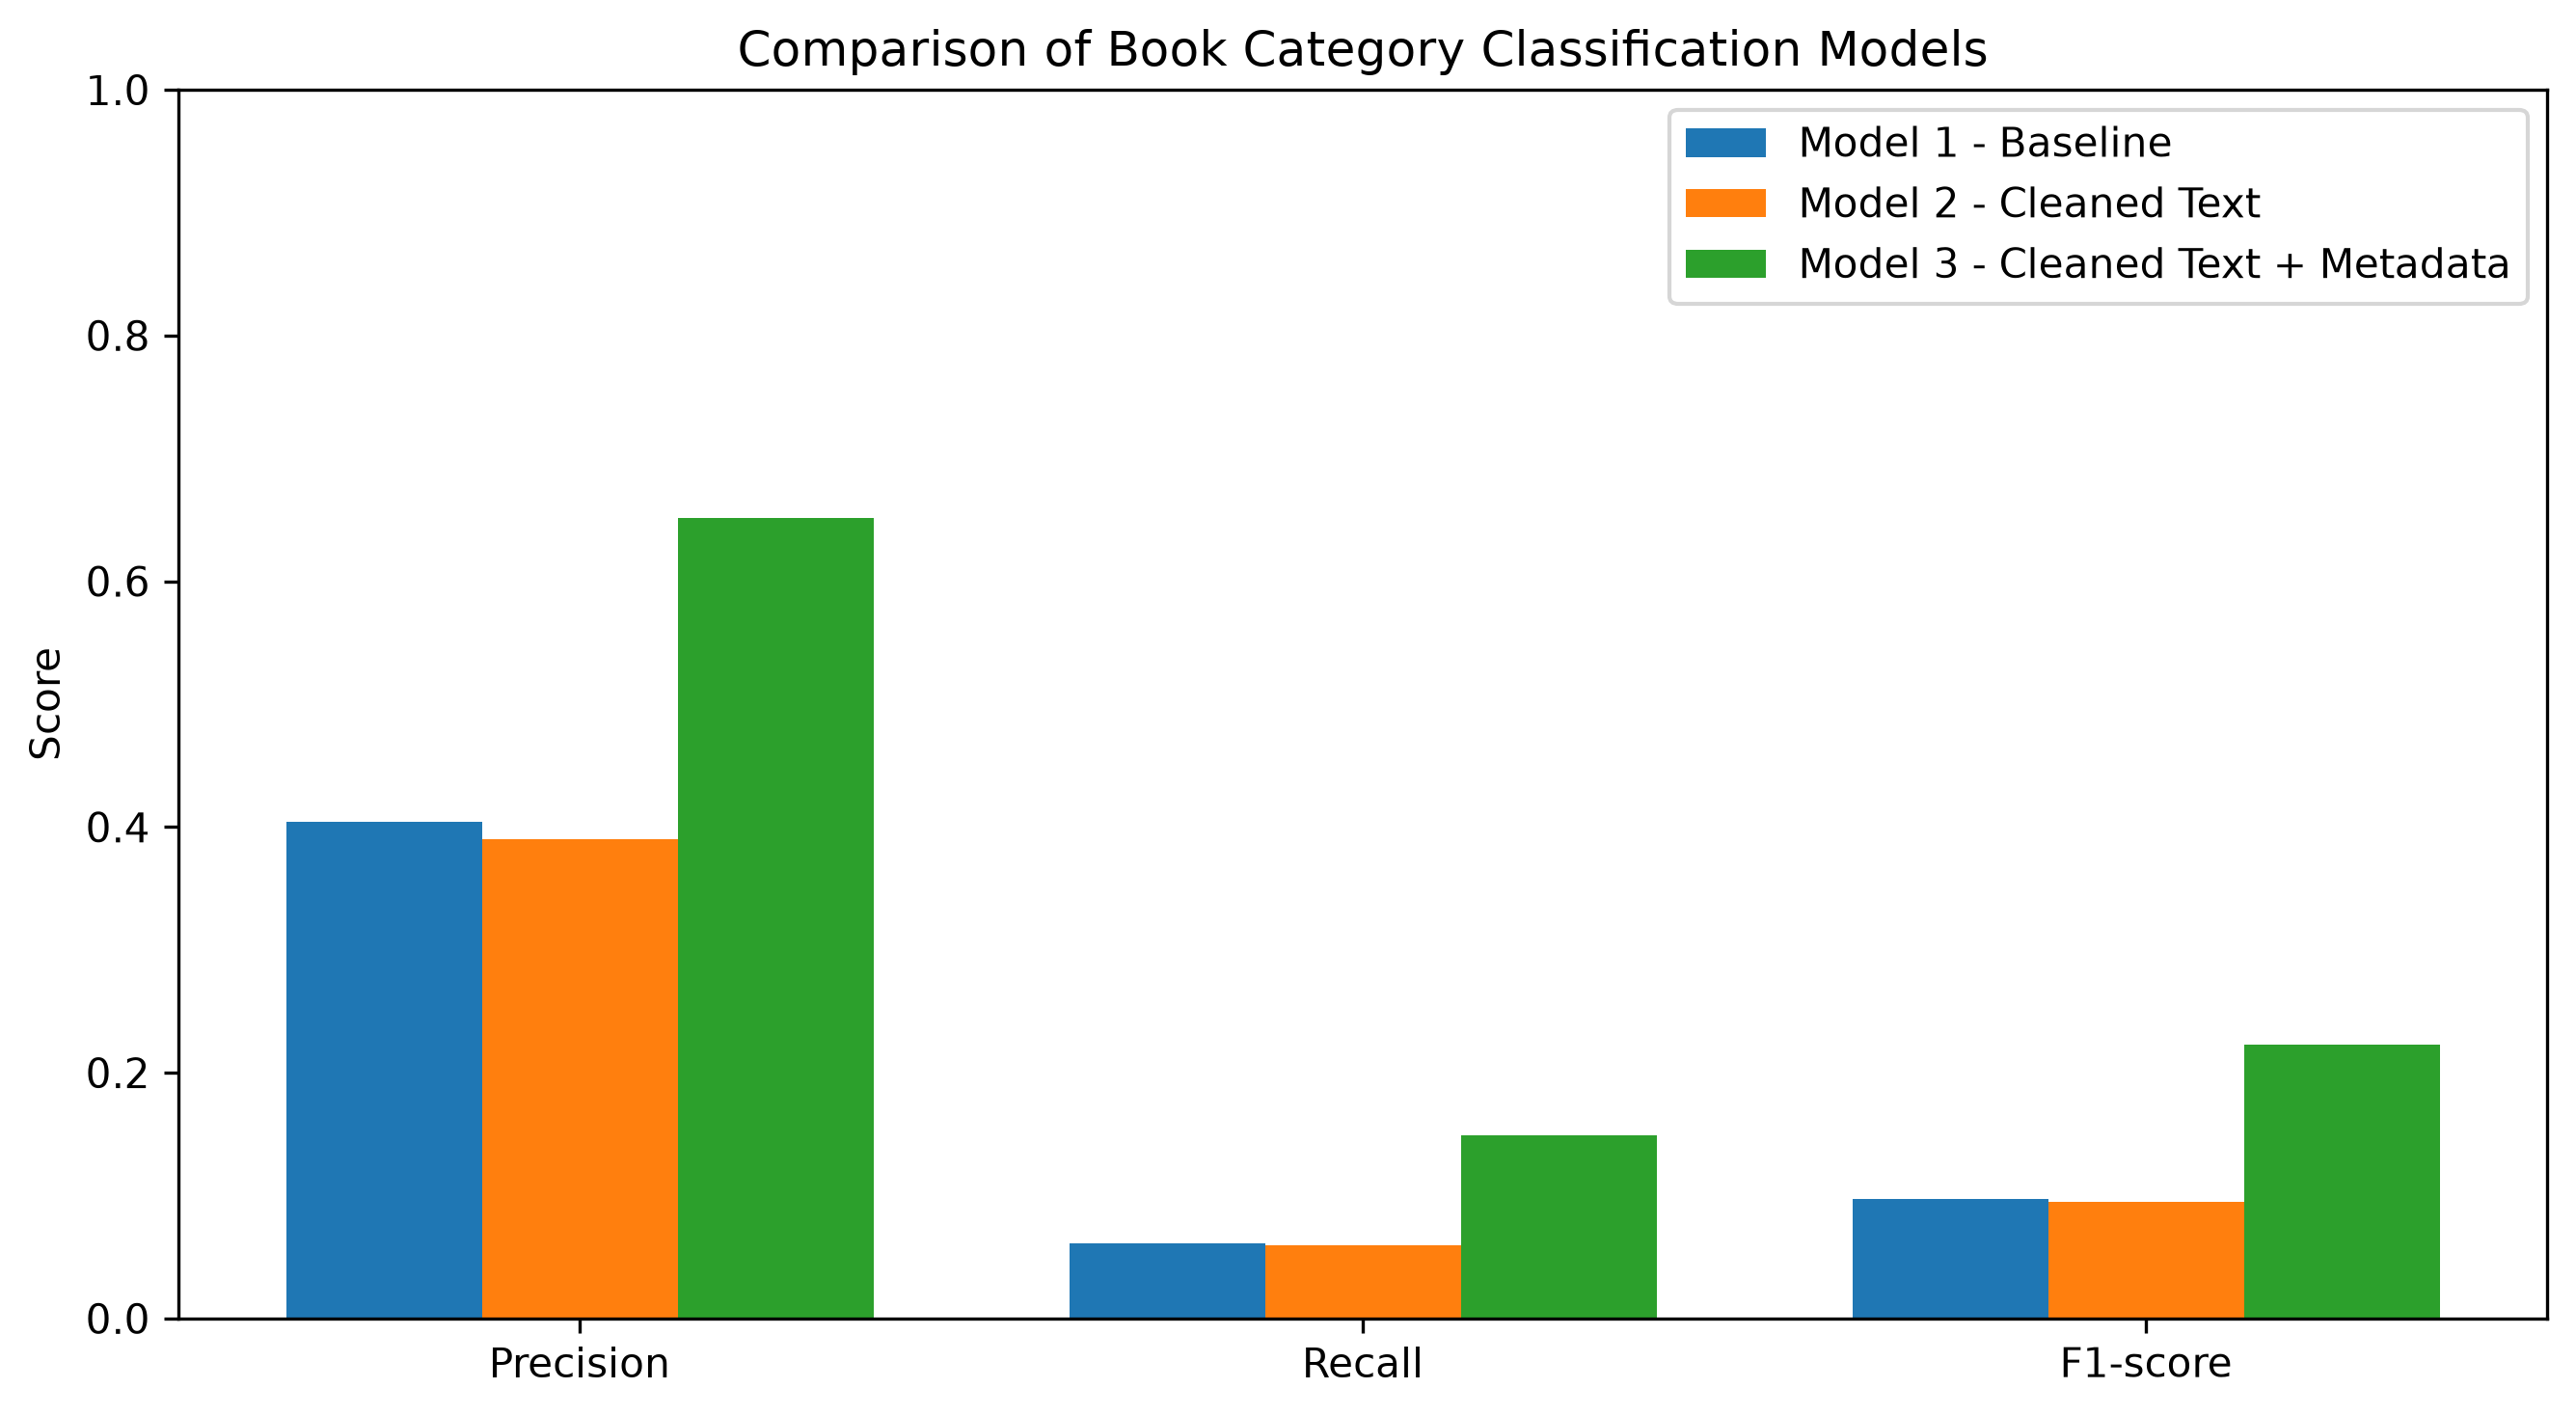 Comparison of Book Category Classification Models
1.0
0.8
0.6
0.4
0.2
0.0
Score
Model 1 - Baseline
Model 2 - Cleaned Text
Model 3 - Cleaned Text + Metadata
Precision
Recall
F1-score